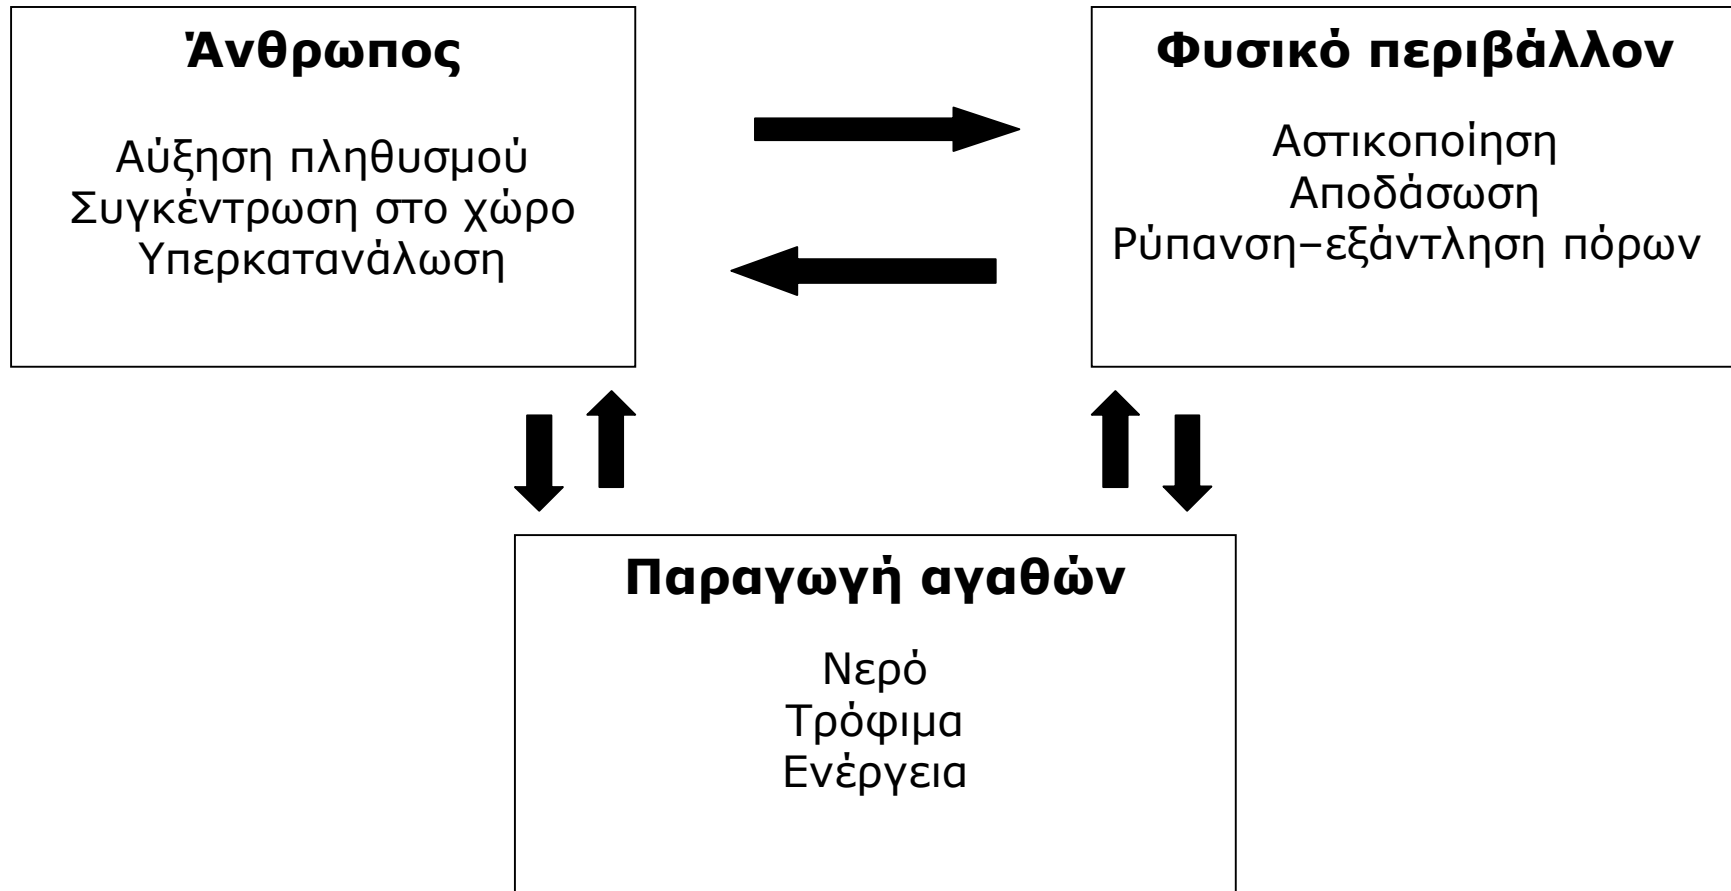 Άνθρωπος
Αύξηση πληθυσμού
Συγκέντρωση στο χώρο
Υπερκατανάλωση
Φυσικό περιβάλλον
Αστικοποίηση
Αποδάσωση
Ρύπανση–εξάντληση πόρων
Παραγωγή αγαθών
Νερό
Τρόφιμα
Ενέργεια